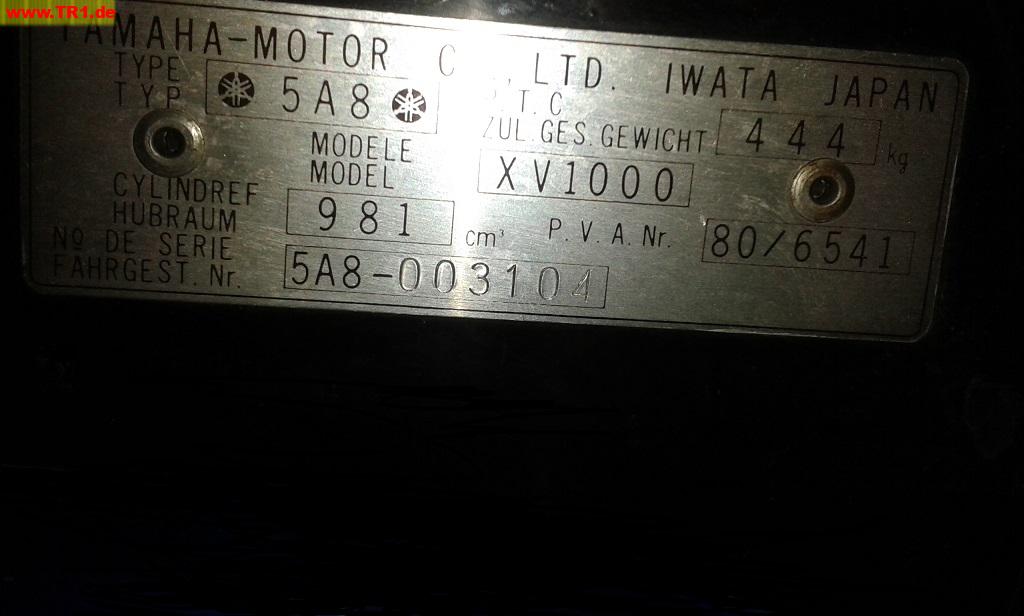 www.TR1.de
YAMAHA-MOTOR C ., LTD. IWATA JAPAN
TYPE
TYP 5A8
P.T.C
ZUL.GES.GEWICHT 444 kg
MODELE
MODEL XV1000
CYLINDREE
HUBRAUM 981 cm³ P.V.A.Nr. 80/6541
Nº DE SERIE
FAHRGEST. Nr. 5A8-003104